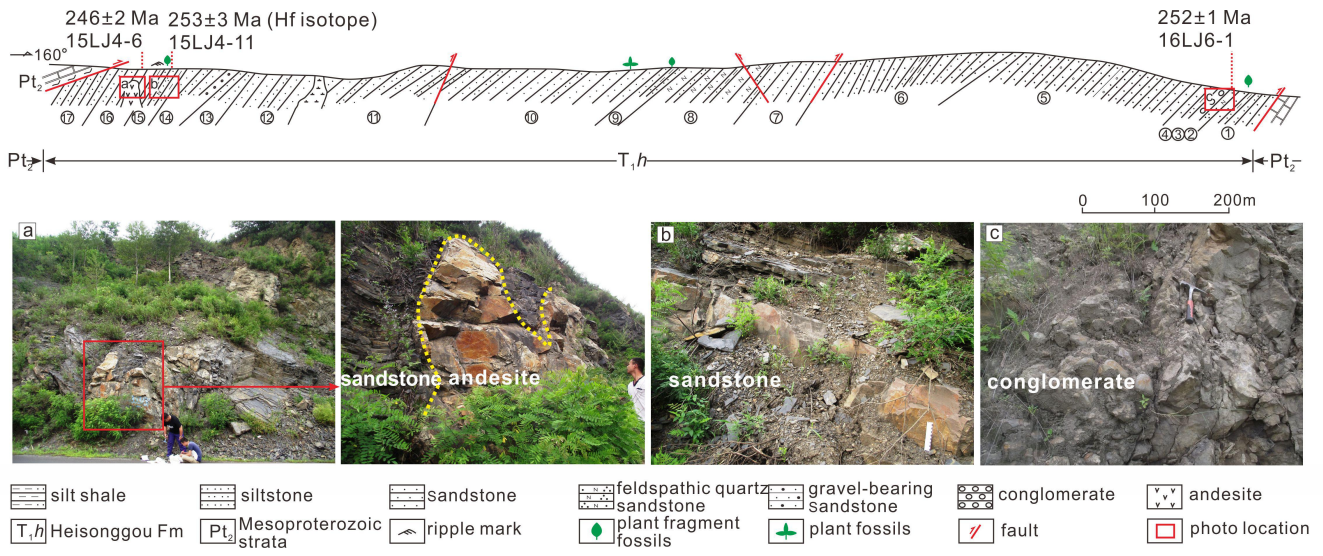 246±2 Ma
15LJ4-6
253±3 Ma (Hf isotope)
15LJ4-11
252±1 Ma
16LJ6-1
160°
Pt₂
a
b
c
⑰ ⑯ ⑮ ⑭ ⑬ ⑫ ⑪ ⑩ ⑨ ⑧ ⑦ ⑥ ⑤ ④③② ①
Pt₂ T₁h Pt₂
0 100 200m
a
sandstone andesite
b
sandstone
c
conglomerate
silt shale
siltstone
sandstone
N feldspathic quartz
N sandstone
gravel-bearing
sandstone
conglomerate
andesite
T₁h Heisonggou Fm
Pt₂ Mesoproterozoic
strata
ripple mark
plant fragment
fossils
plant fossils
fault
photo location